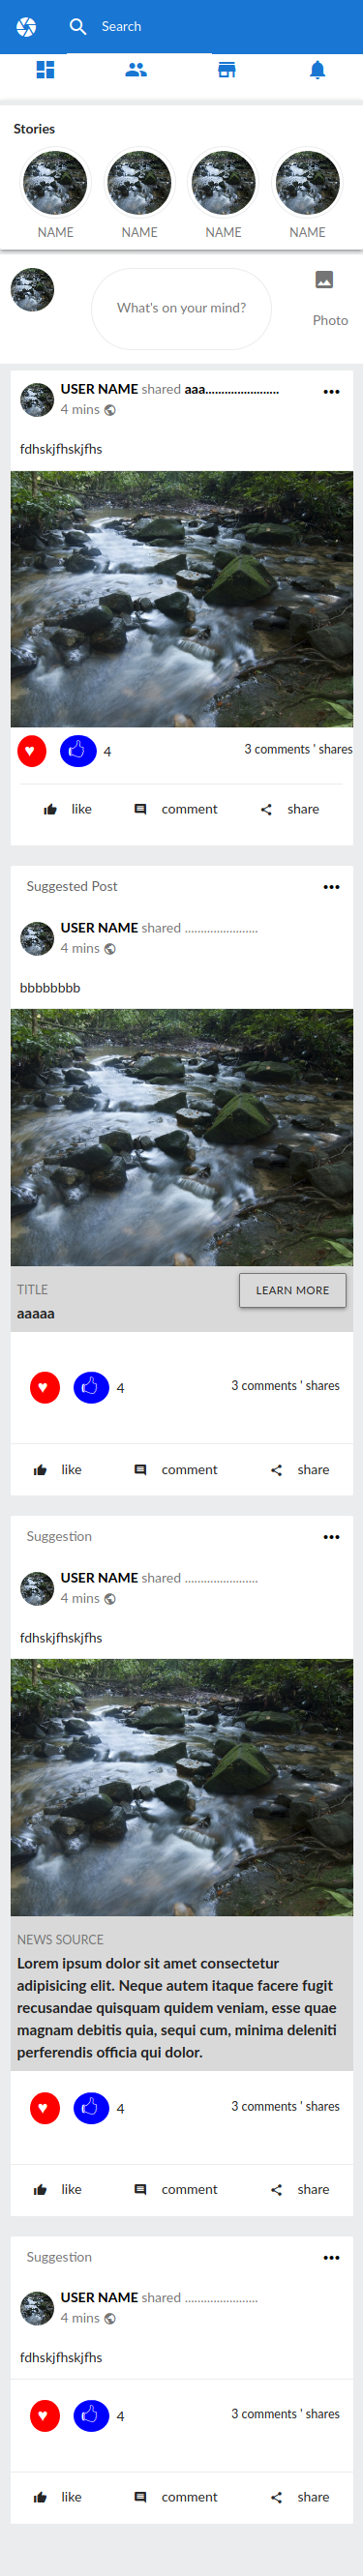 Search
Stories
NAME NAME NAME NAME
What's on your mind?
Photo
USER NAME shared aaa.......................
4 mins
fdhskjfhskjfhs
4 3 comments ' shares
like comment share
Suggested Post
USER NAME shared .......................
4 mins
bbbbbbbb
TITLE
LEARN MORE
aaaaa
4 3 comments ' shares
like comment share
Suggestion
USER NAME shared .......................
4 mins
fdhskjfhskjfhs
NEWS SOURCE
Lorem ipsum dolor sit amet consectetur
adipisicing elit. Neque autem itaque facere fugit
recusandae quisquam quidem veniam, esse quae
magnam debitis quia, sequi cum, minima deleniti
perferendis officia qui dolor.
4 3 comments ' shares
like comment share
Suggestion
USER NAME shared .......................
4 mins
fdhskjfhskjfhs
4 3 comments ' shares
like comment share